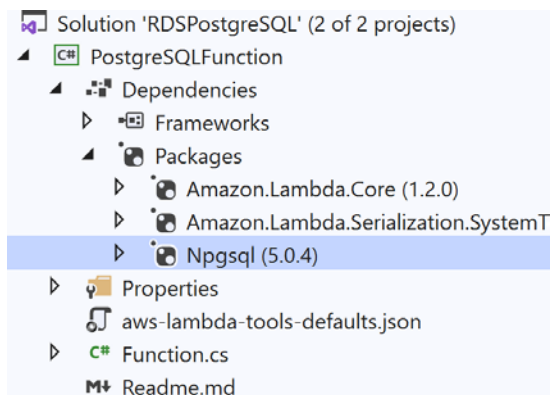 Solution 'RDSPostgreSQL' (2 of 2 projects)
C# PostgreSQLFunction
Dependencies
Frameworks
Packages
Amazon.Lambda.Core (1.2.0)
Amazon.Lambda.Serialization.SystemT
Npgsql (5.0.4)
Properties
aws-lambda-tools-defaults.json
C# Function.cs
M+ Readme.md